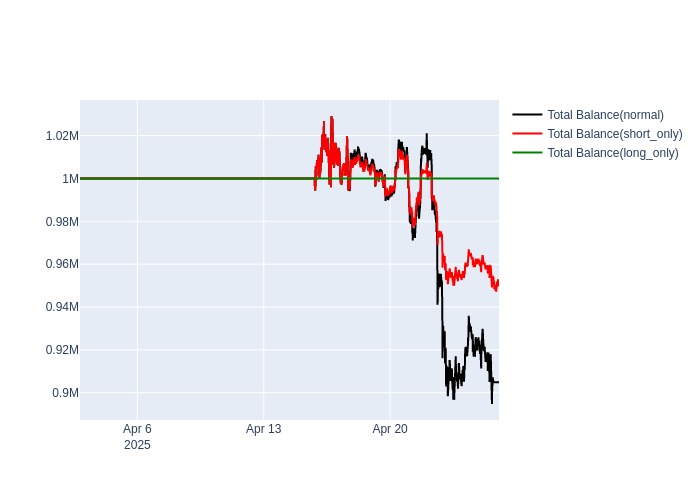 Total Balance(normal)
Total Balance(short_only)
Total Balance(long_only)
1.02M
1M
0.98M
0.96M
0.94M
0.92M
0.9M
Apr 6
2025
Apr 13
Apr 20